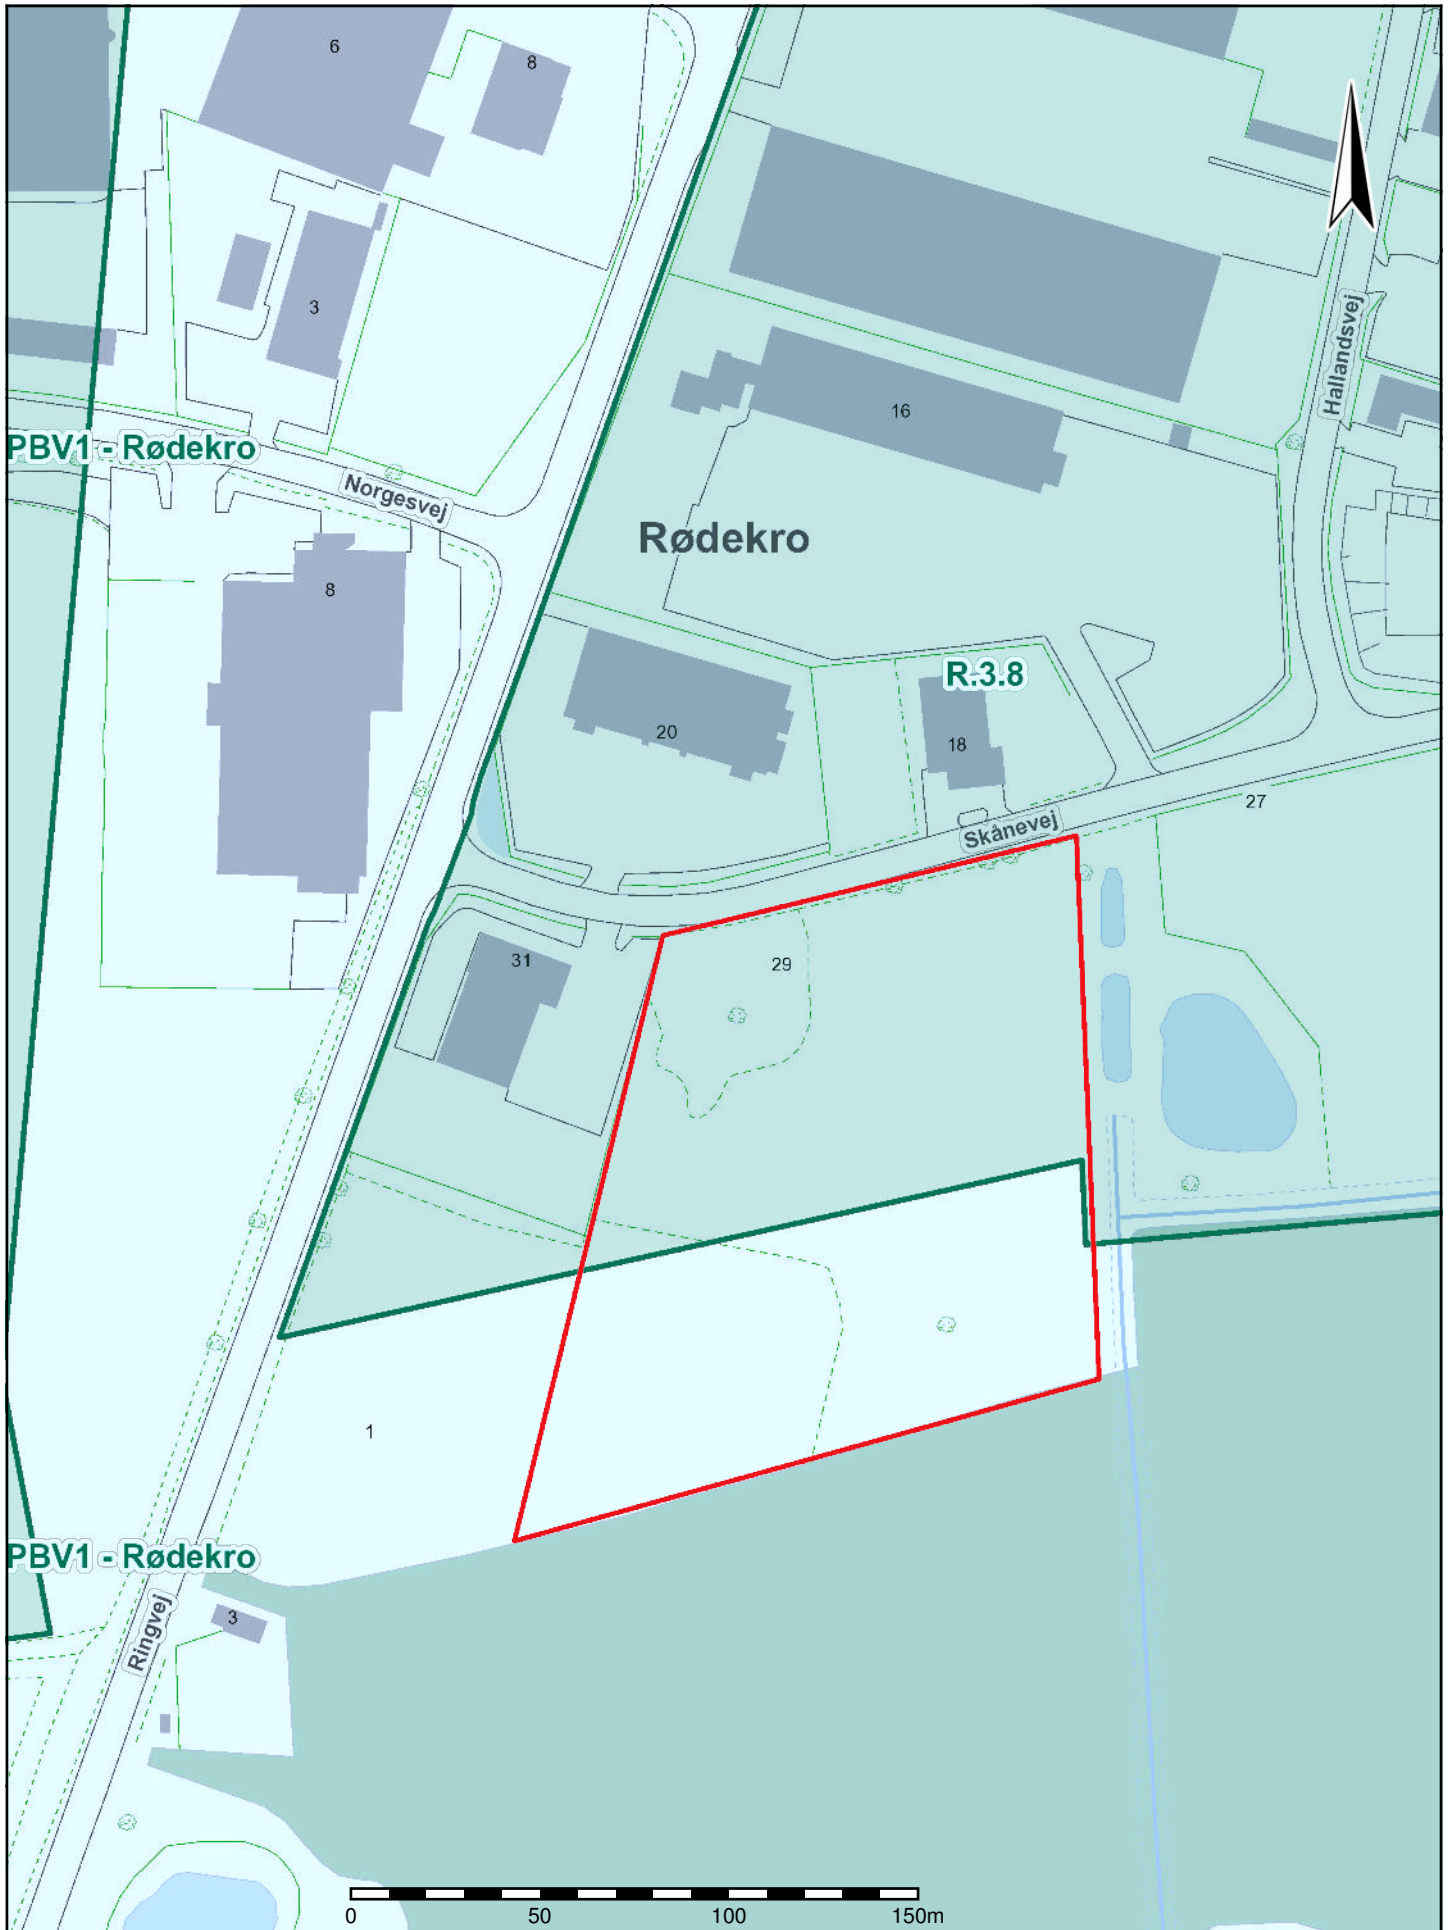 6
8
3
Hallandsvej
16
PBV1 - Rødekro
Norgesvej
Rødekro
8
R.3.8
20
18
27
Skånevej
31
29
1
PBV1 - Rødekro
Ringvej
3
0 50 100 150m